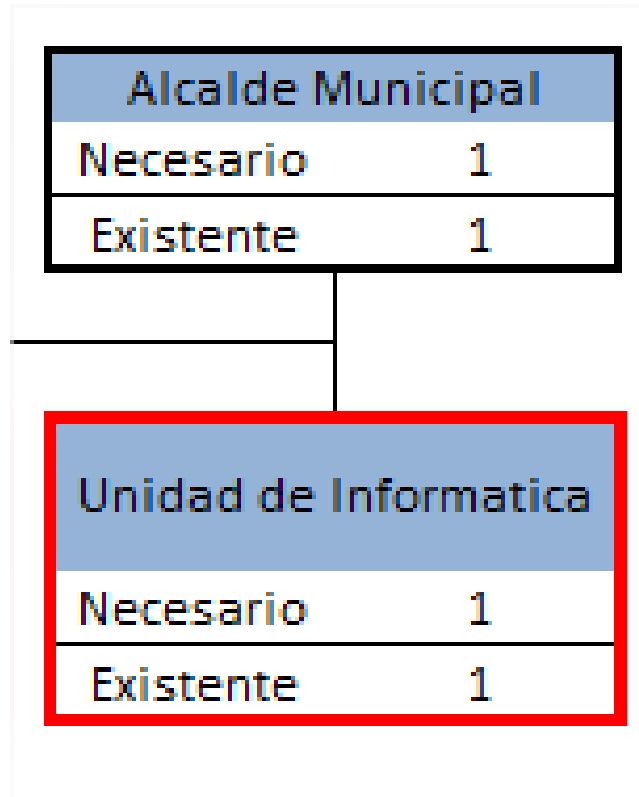 Alcalde Municipal
Necesario 1
Existente 1
Unidad de Informatica
Necesario 1
Existente 1